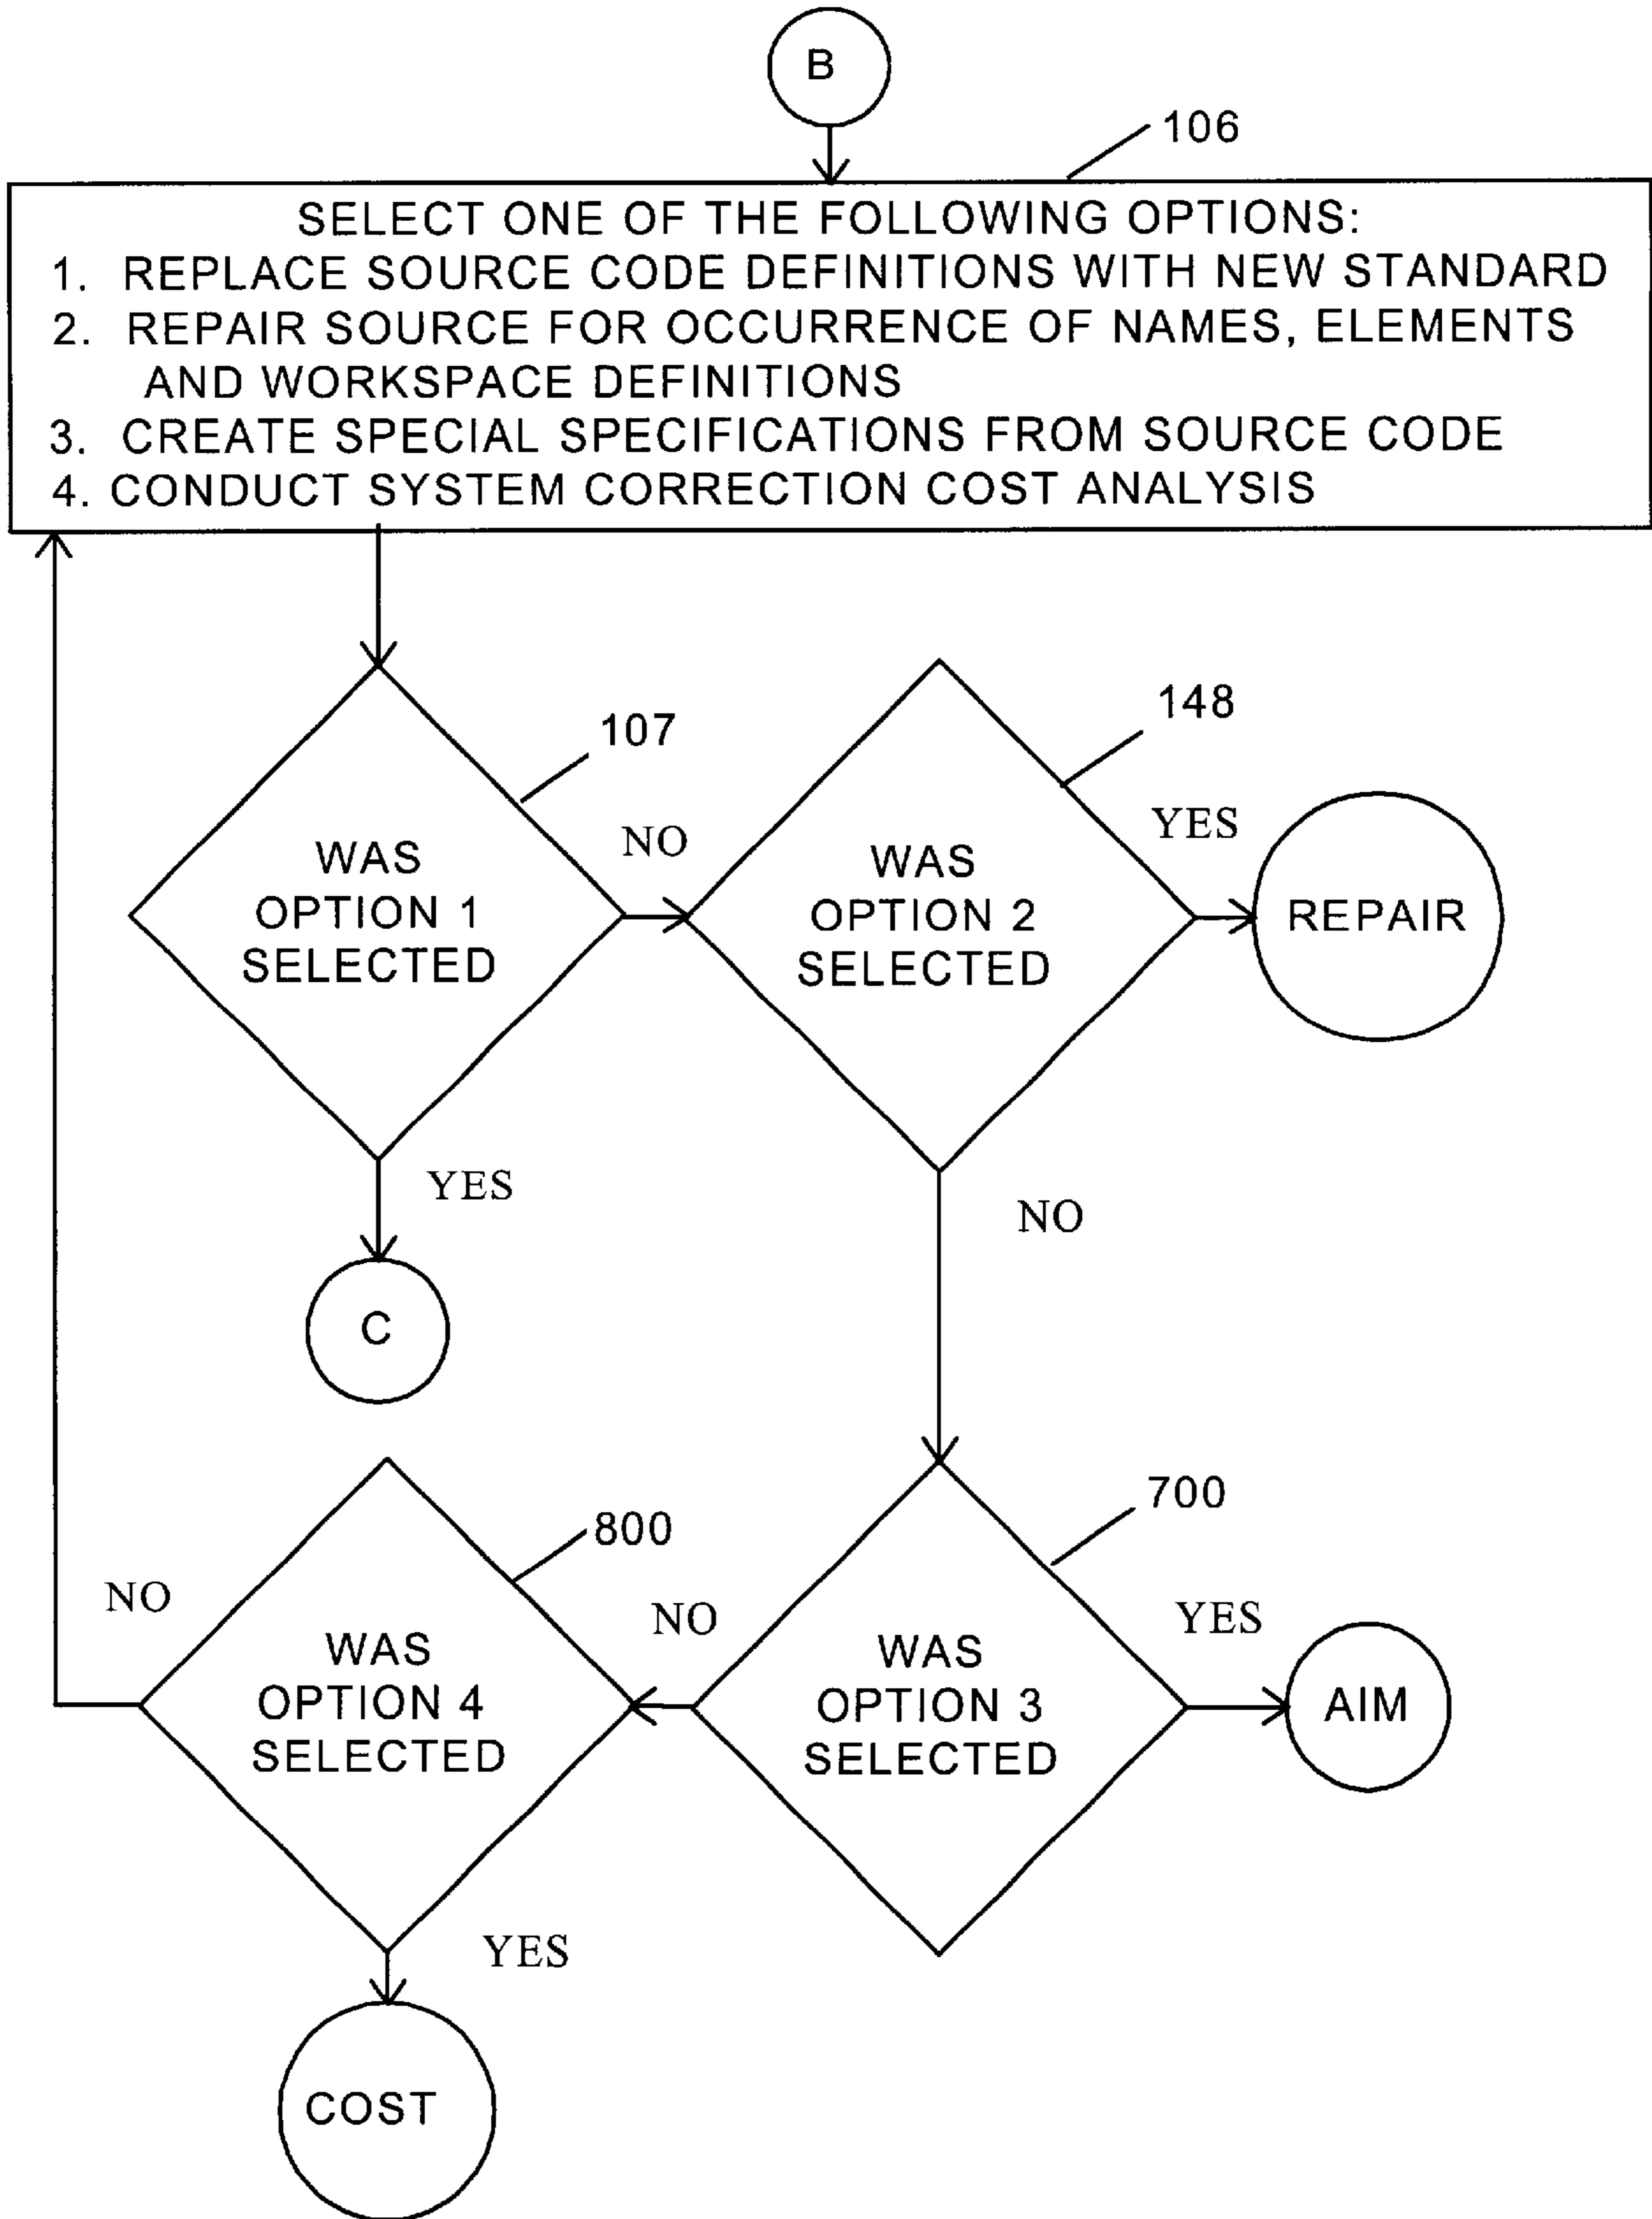 B
106
SELECT ONE OF THE FOLLOWING OPTIONS:
1. REPLACE SOURCE CODE DEFINITIONS WITH NEW STANDARD
2. REPAIR SOURCE FOR OCCURRENCE OF NAMES, ELEMENTS
AND WORKSPACE DEFINITIONS
3. CREATE SPECIAL SPECIFICATIONS FROM SOURCE CODE
4. CONDUCT SYSTEM CORRECTION COST ANALYSIS
107
WAS
OPTION 1
SELECTED
NO
YES
C
148
WAS
OPTION 2
SELECTED
YES
REPAIR
NO
700
WAS
OPTION 3
SELECTED
YES
AIM
NO
800
WAS
OPTION 4
SELECTED
NO
YES
COST